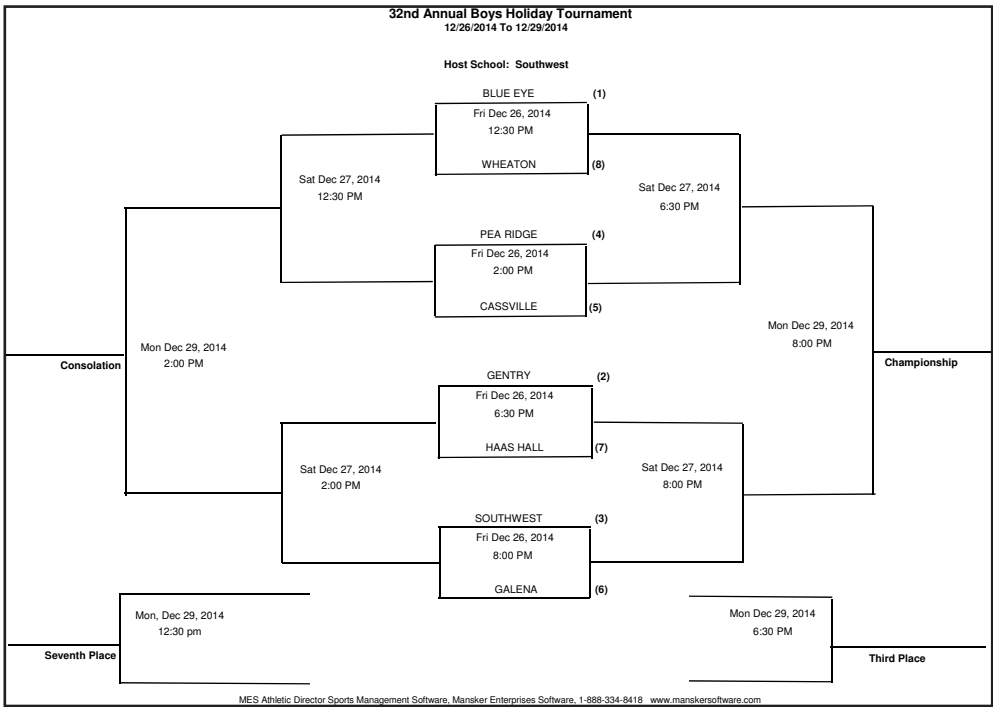 32nd Annual Boys Holiday Tournament
12/26/2014 To 12/29/2014
Host School: Southwest
BLUE EYE (1)
Fri Dec 26, 2014
12:30 PM
WHEATON (8)
Sat Dec 27, 2014
12:30 PM
Sat Dec 27, 2014
6:30 PM
PEA RIDGE (4)
Fri Dec 26, 2014
2:00 PM
CASSVILLE (5)
Mon Dec 29, 2014
2:00 PM
Consolation
Mon Dec 29, 2014
8:00 PM
Championship
GENTRY (2)
Fri Dec 26, 2014
6:30 PM
HAAS HALL (7)
Sat Dec 27, 2014
2:00 PM
Sat Dec 27, 2014
8:00 PM
SOUTHWEST (3)
Fri Dec 26, 2014
8:00 PM
GALENA (6)
Mon, Dec 29, 2014
12:30 pm
Seventh Place
Mon Dec 29, 2014
6:30 PM
Third Place
MES Athletic Director Sports Management Software, Mansker Enterprises Software, 1-888-334-8418 www.manskersoftware.com